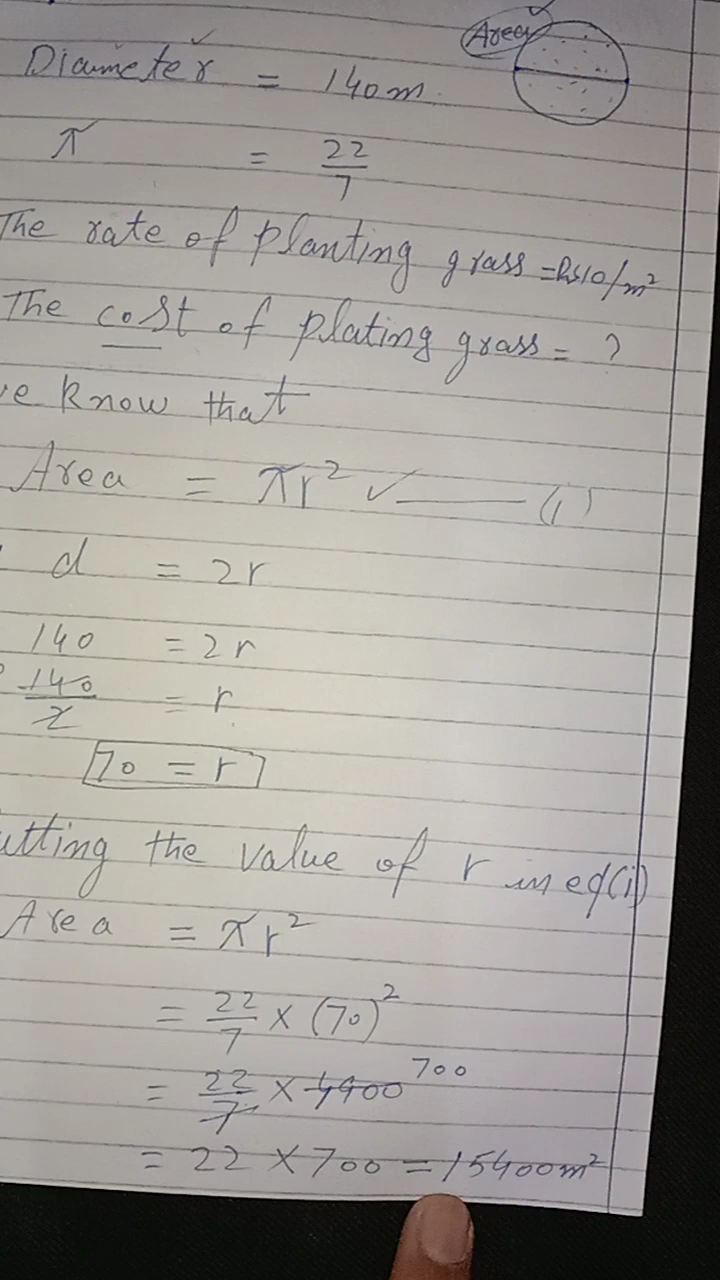 Area
Diameter = 140m
π = 22/7
The rate of planting grass = Rs10/m²
The cost of plating grass = ?
we know that
Area = πr² ✓ —— (i)
d = 2r
140 = 2r
140/2 = r
70 = r
utting the value of r in eq(i)
Area = πr²
= 22/7 × (70)²
= 22/7 × 4900 700
= 22 × 700 = 15400m²